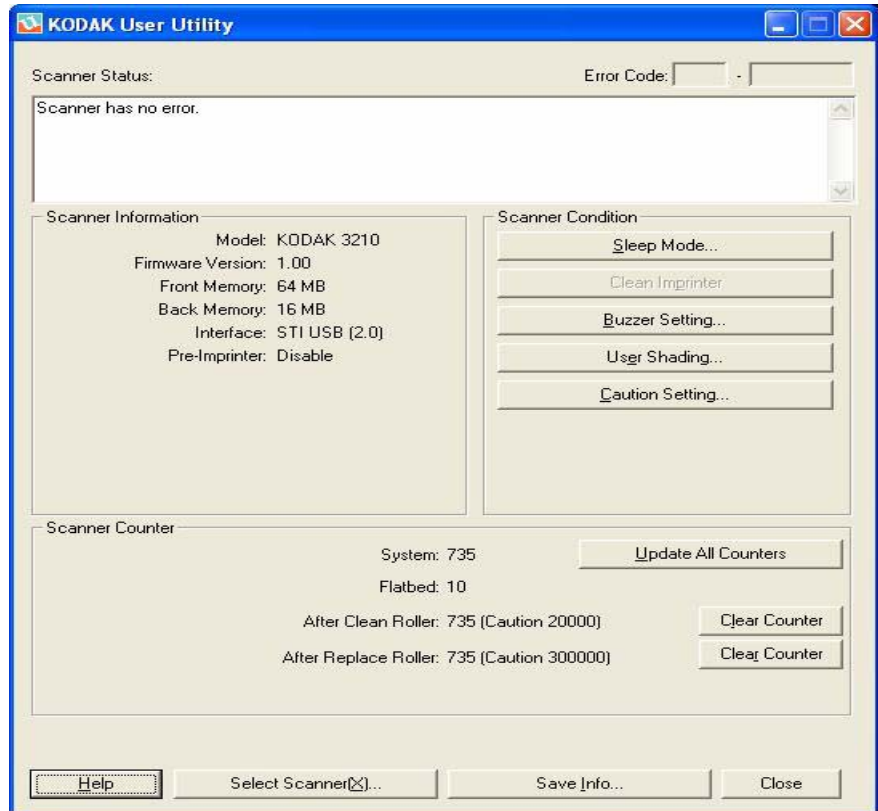 KODAK User Utility
Scanner Status:
Error Code: -
Scanner has no error.
Scanner Information
Model: KODAK 3210
Firmware Version: 1.00
Front Memory: 64 MB
Back Memory: 16 MB
Interface: STI USB (2.0)
Pre-Imprinter: Disable
Scanner Condition
Sleep Mode...
Clean Imprinter
Buzzer Setting...
User Shading...
Caution Setting...
Scanner Counter
System: 735
Update All Counters
Flatbed: 10
After Clean Roller: 735 (Caution 20000)
Clear Counter
After Replace Roller: 735 (Caution 300000)
Clear Counter
Help
Select Scanner(X)...
Save Info...
Close